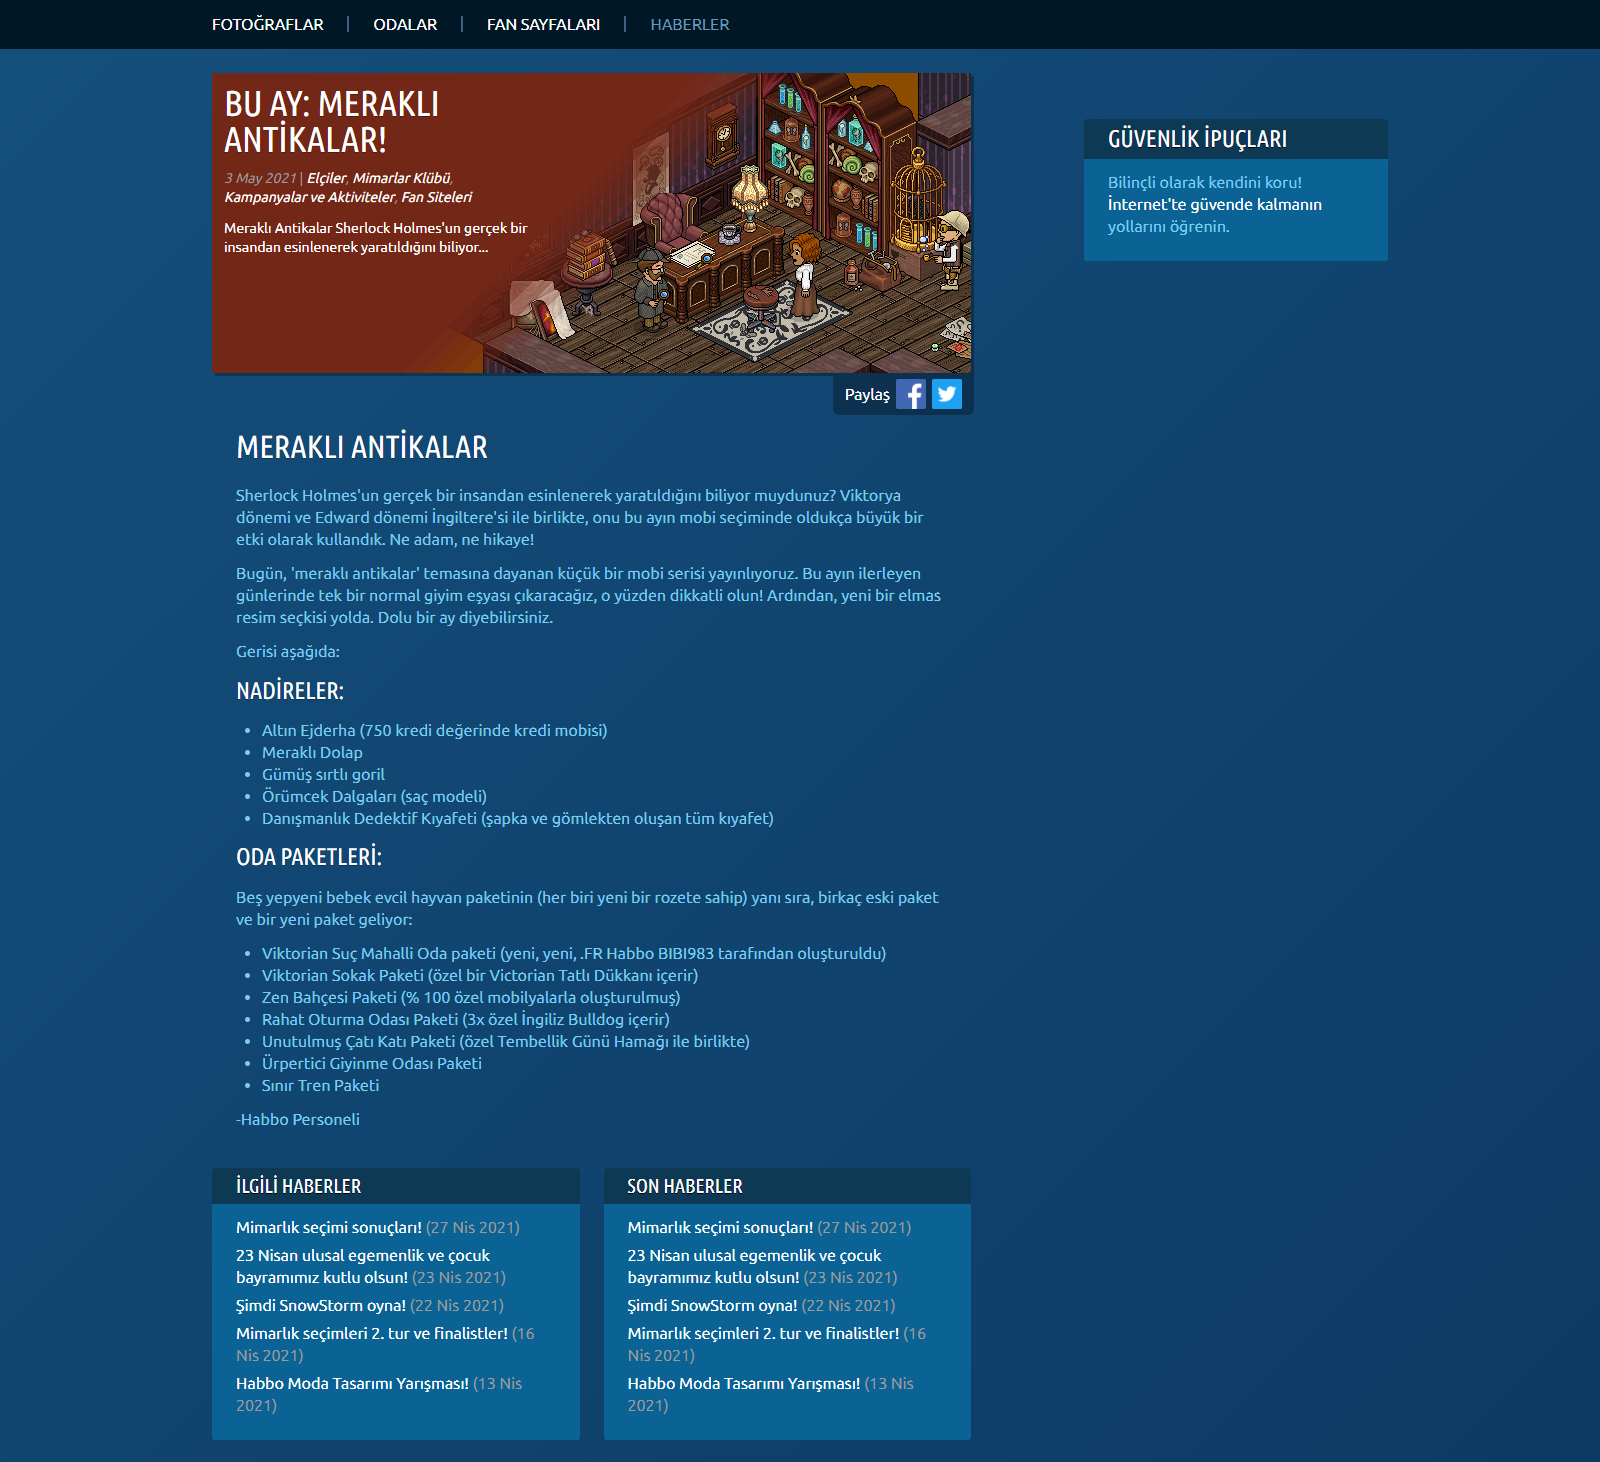 FOTOĞRAFLAR | ODALAR | FAN SAYFALARI | HABERLER
BU AY: MERAKLI
ANTİKALAR!
3 May 2021 | Elçiler, Mimarlar Klübü,
Kampanyalar ve Aktiviteler, Fan Siteleri
Meraklı Antikalar Sherlock Holmes'un gerçek bir
insandan esinlenerek yaratıldığını biliyor...
Paylaş
GÜVENLİK İPUÇLARI
Bilinçli olarak kendini koru!
İnternet'te güvende kalmanın
yollarını öğrenin.
MERAKLI ANTİKALAR
Sherlock Holmes'un gerçek bir insandan esinlenerek yaratıldığını biliyor muydunuz? Viktorya
dönemi ve Edward dönemi İngiltere'si ile birlikte, onu bu ayın mobi seçiminde oldukça büyük bir
etki olarak kullandık. Ne adam, ne hikaye!
Bugün, 'meraklı antikalar' temasına dayanan küçük bir mobi serisi yayınlıyoruz. Bu ayın ilerleyen
günlerinde tek bir normal giyim eşyası çıkaracağız, o yüzden dikkatli olun! Ardından, yeni bir elmas
resim seçkisi yolda. Dolu bir ay diyebilirsiniz.
Gerisi aşağıda:
NADİRELER:
• Altın Ejderha (750 kredi değerinde kredi mobisi)
• Meraklı Dolap
• Gümüş sırtlı goril
• Örümcek Dalgaları (saç modeli)
• Danışmanlık Dedektif Kıyafeti (şapka ve gömlekten oluşan tüm kıyafet)
ODA PAKETLERİ:
Beş yepyeni bebek evcil hayvan paketinin (her biri yeni bir rozete sahip) yanı sıra, birkaç eski paket
ve bir yeni paket geliyor:
• Viktorian Suç Mahalli Oda paketi (yeni, yeni, .FR Habbo BIBI983 tarafından oluşturuldu)
• Viktorian Sokak Paketi (özel bir Victorian Tatlı Dükkanı içerir)
• Zen Bahçesi Paketi (% 100 özel mobilyalarla oluşturulmuş)
• Rahat Oturma Odası Paketi (3x özel İngiliz Bulldog içerir)
• Unutulmuş Çatı Katı Paketi (özel Tembellik Günü Hamağı ile birlikte)
• Ürpertici Giyinme Odası Paketi
• Sınır Tren Paketi
-Habbo Personeli
İLGİLİ HABERLER
Mimarlık seçimi sonuçları! (27 Nis 2021)
23 Nisan ulusal egemenlik ve çocuk
bayramımız kutlu olsun! (23 Nis 2021)
Şimdi SnowStorm oyna! (22 Nis 2021)
Mimarlık seçimleri 2. tur ve finalistler! (16
Nis 2021)
Habbo Moda Tasarımı Yarışması! (13 Nis
2021)
SON HABERLER
Mimarlık seçimi sonuçları! (27 Nis 2021)
23 Nisan ulusal egemenlik ve çocuk
bayramımız kutlu olsun! (23 Nis 2021)
Şimdi SnowStorm oyna! (22 Nis 2021)
Mimarlık seçimleri 2. tur ve finalistler! (16
Nis 2021)
Habbo Moda Tasarımı Yarışması! (13 Nis
2021)